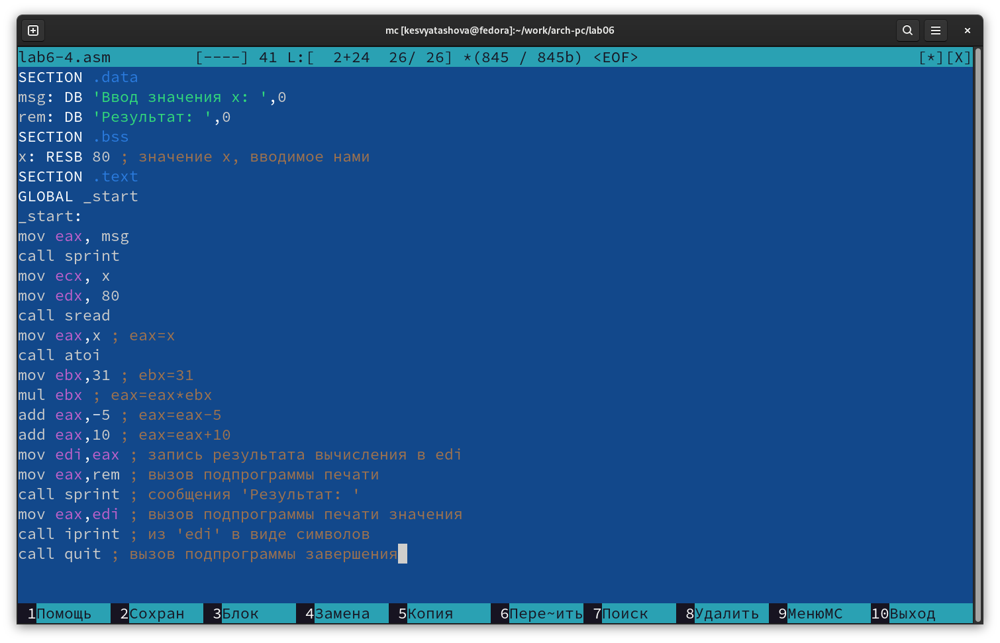 mc [kesvyatashova@fedora]:~/work/arch-pc/lab06
lab6-4.asm [----] 41 L:[ 2+24 26/ 26] *(845 / 845b) <EOF> [*][X]
SECTION .data
msg: DB 'Ввод значения x: ',0
rem: DB 'Результат: ',0
SECTION .bss
x: RESB 80 ; значение x, вводимое нами
SECTION .text
GLOBAL _start
_start:
mov eax, msg
call sprint
mov ecx, x
mov edx, 80
call sread
mov eax,x ; eax=x
call atoi
mov ebx,31 ; ebx=31
mul ebx ; eax=eax*ebx
add eax,-5 ; eax=eax-5
add eax,10 ; eax=eax+10
mov edi,eax ; запись результата вычисления в edi
mov eax,rem ; вызов подпрограммы печати
call sprint ; сообщения 'Результат: '
mov eax,edi ; вызов подпрограммы печати значения
call iprint ; из 'edi' в виде символов
call quit ; вызов подпрограммы завершения
1Помощь 2Сохран 3Блок 4Замена 5Копия 6Пере~ить 7Поиск 8Удалить 9МенюMC 10Выход